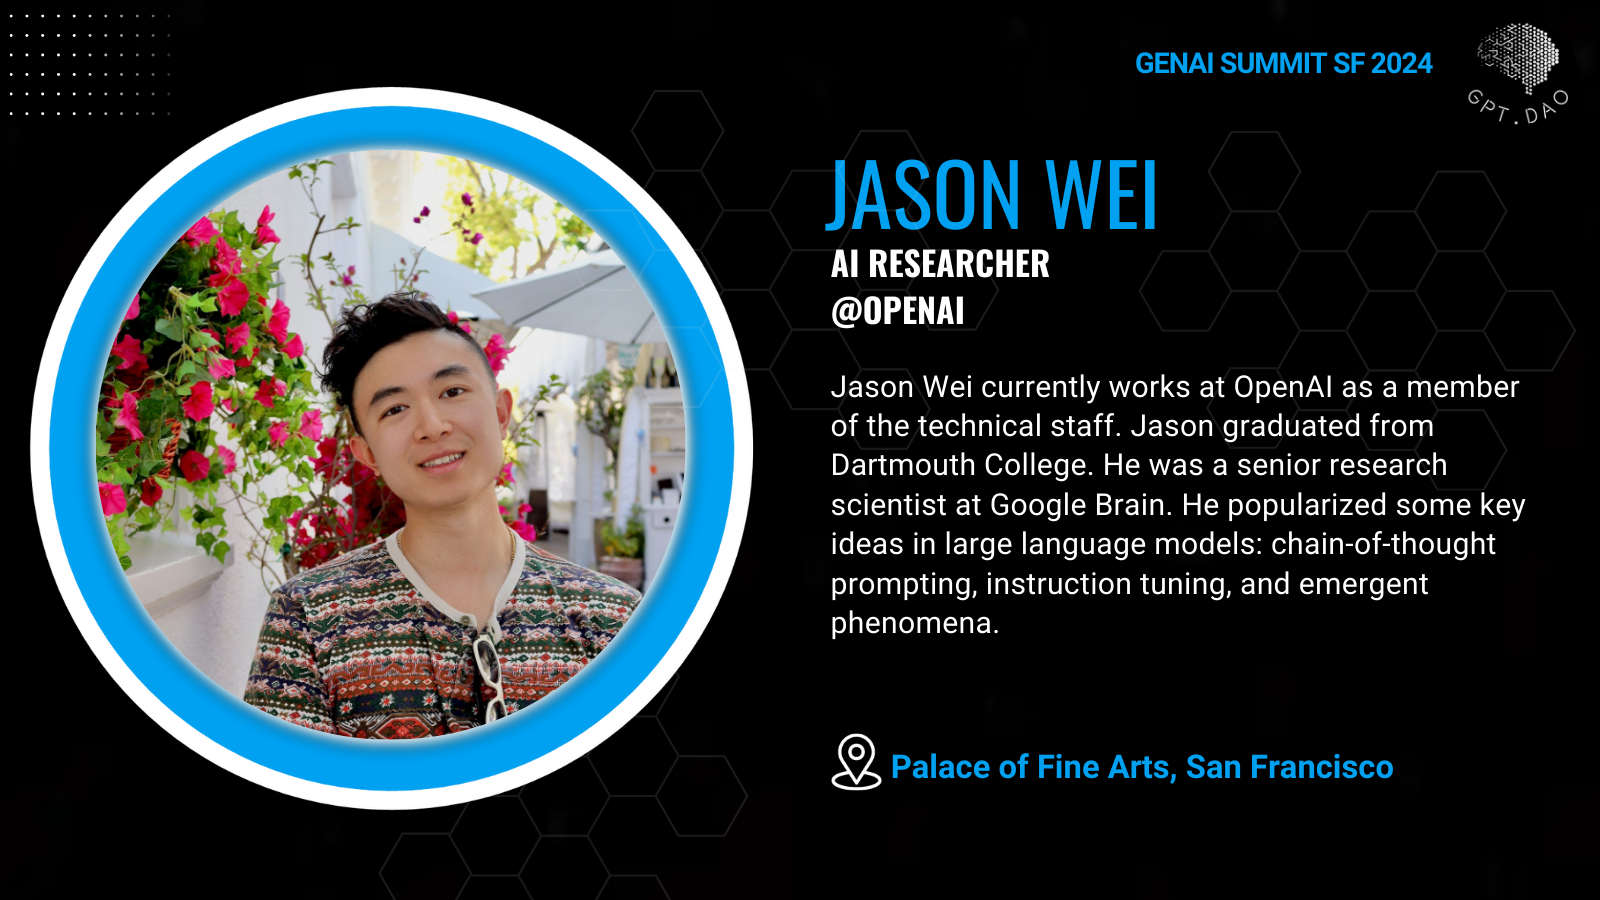 GENAI SUMMIT SF 2024
GPT.DAO
JASON WEI
AI RESEARCHER
@OPENAI
Jason Wei currently works at OpenAI as a member
of the technical staff. Jason graduated from
Dartmouth College. He was a senior research
scientist at Google Brain. He popularized some key
ideas in large language models: chain-of-thought
prompting, instruction tuning, and emergent
phenomena.
Palace of Fine Arts, San Francisco